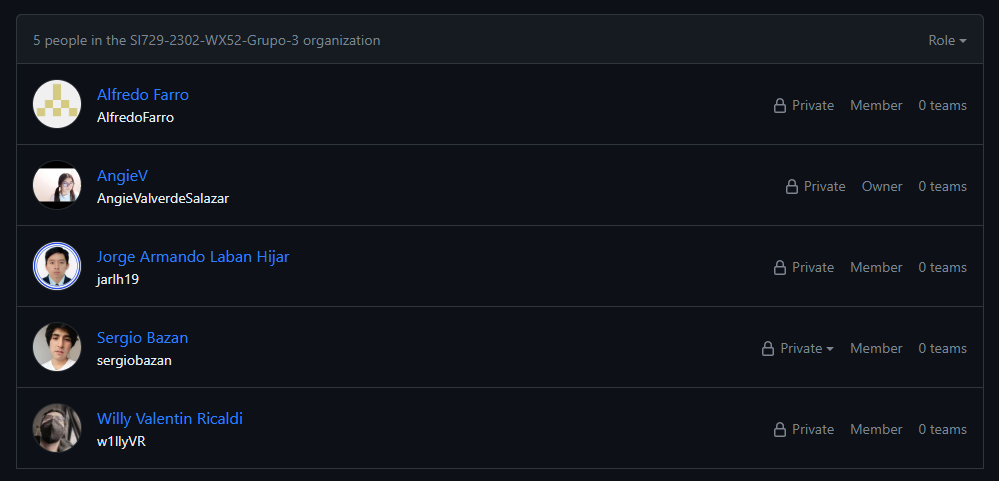 5 people in the SI729-2302-WX52-Grupo-3 organization Role
Alfredo Farro
AlfredoFarro
Private Member 0 teams
AngieV
AngieValverdeSalazar
Private Owner 0 teams
Jorge Armando Laban Hijar
jarlh19
Private Member 0 teams
Sergio Bazan
sergiobazan
Private Member 0 teams
Willy Valentin Ricaldi
w1llyVR
Private Member 0 teams